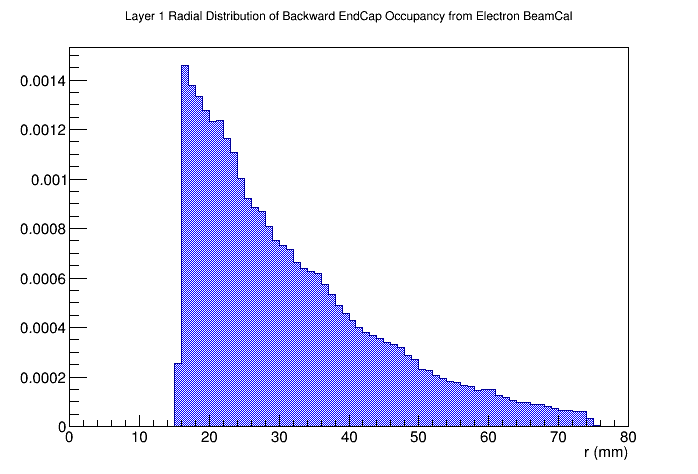 Layer 1 Radial Distribution of Backward EndCap Occupancy from Electron BeamCal
0.0014
0.0012
0.001
0.0008
0.0006
0.0004
0.0002
0
0 10 20 30 40 50 60 70 80
r (mm)